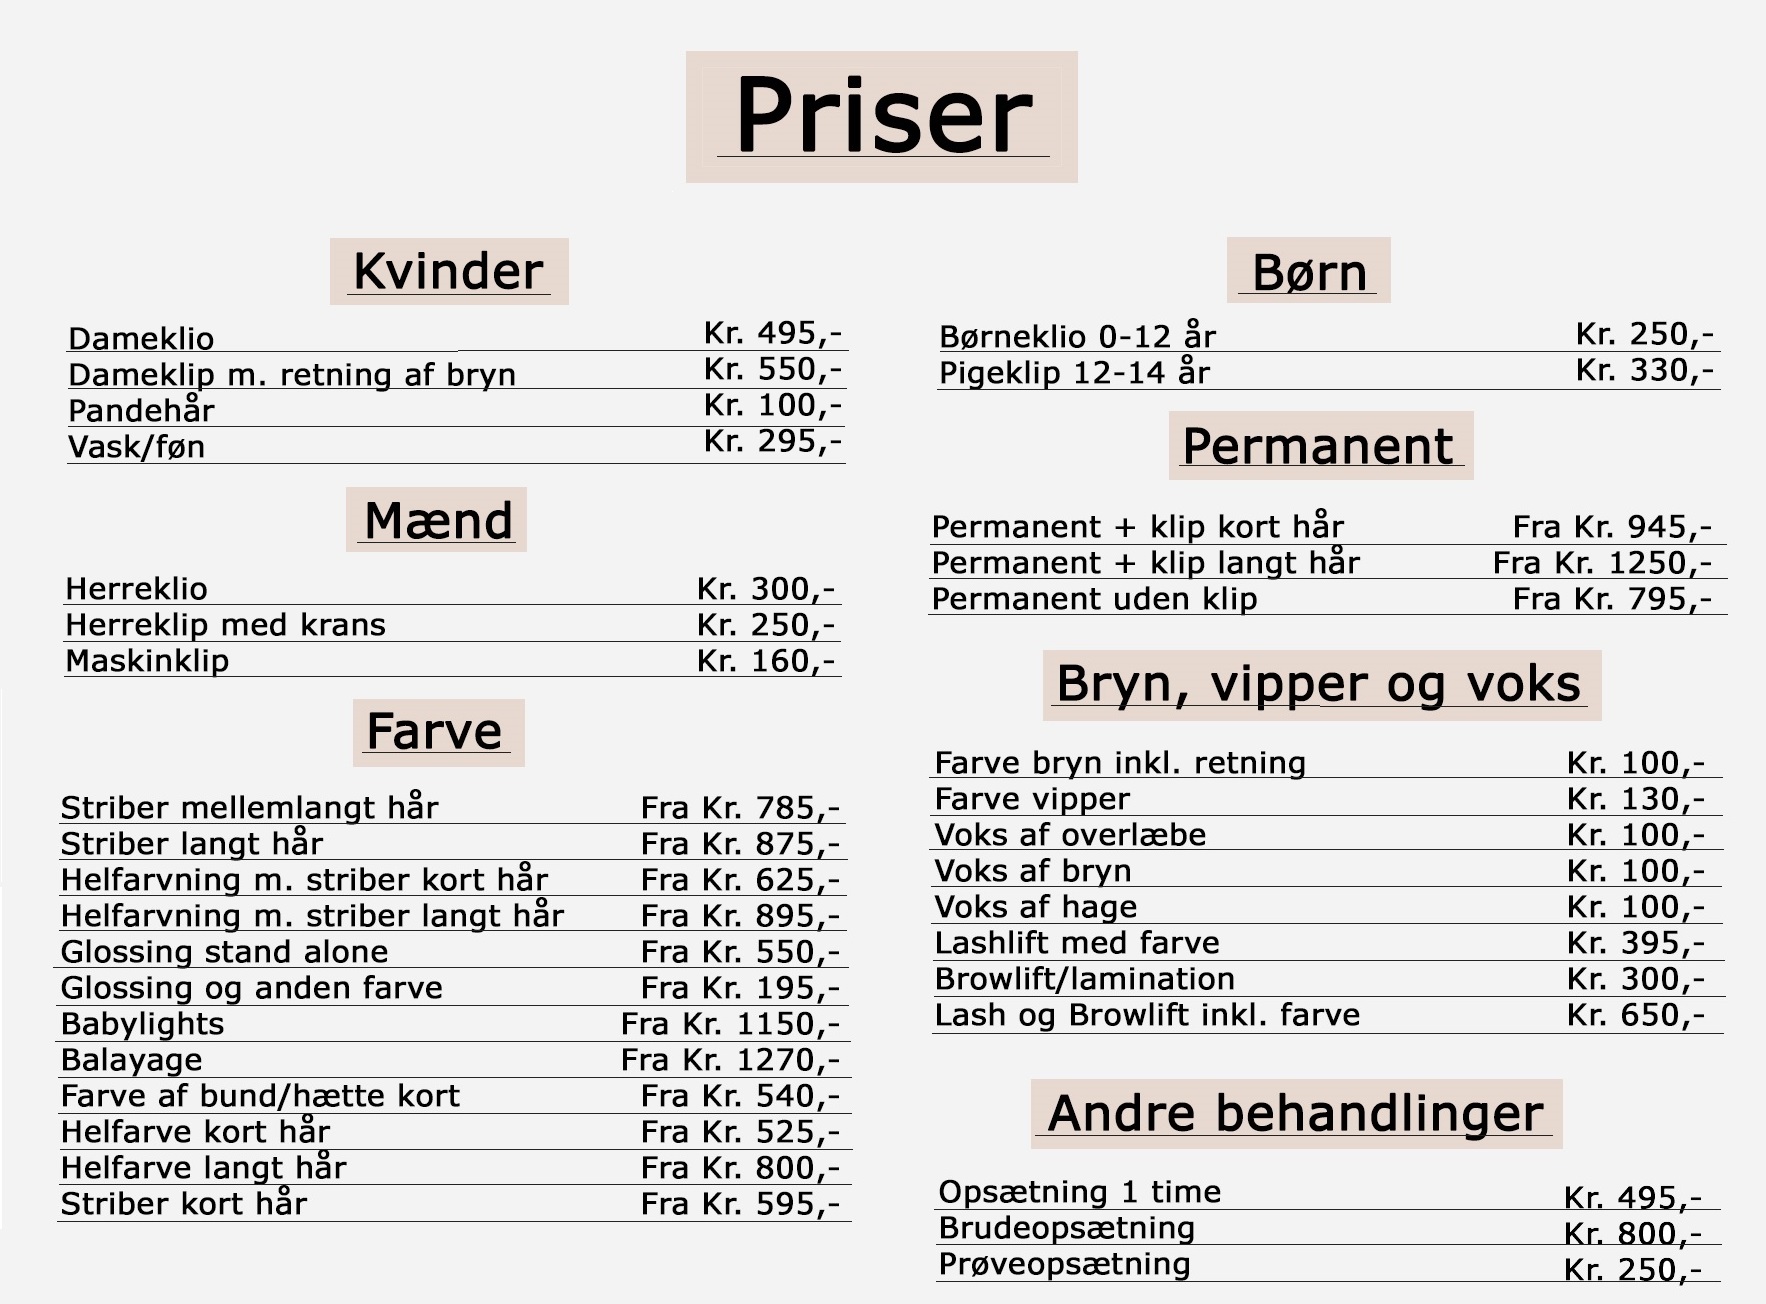 Priser
Kvinder
Dameklio Kr. 495,-
Dameklip m. retning af bryn Kr. 550,-
Pandehår Kr. 100,-
Vask/føn Kr. 295,-
Mænd
Herreklio Kr. 300,-
Herreklip med krans Kr. 250,-
Maskinklip Kr. 160,-
Farve
Striber mellemlangt hår Fra Kr. 785,-
Striber langt hår Fra Kr. 875,-
Helfarvning m. striber kort hår Fra Kr. 625,-
Helfarvning m. striber langt hår Fra Kr. 895,-
Glossing stand alone Fra Kr. 550,-
Glossing og anden farve Fra Kr. 195,-
Babylights Fra Kr. 1150,-
Balayage Fra Kr. 1270,-
Farve af bund/hætte kort Fra Kr. 540,-
Helfarve kort hår Fra Kr. 525,-
Helfarve langt hår Fra Kr. 800,-
Striber kort hår Fra Kr. 595,-
Børn
Børneklio 0-12 år Kr. 250,-
Pigeklip 12-14 år Kr. 330,-
Permanent
Permanent + klip kort hår Fra Kr. 945,-
Permanent + klip langt hår Fra Kr. 1250,-
Permanent uden klip Fra Kr. 795,-
Bryn, vipper og voks
Farve bryn inkl. retning Kr. 100,-
Farve vipper Kr. 130,-
Voks af overlæbe Kr. 100,-
Voks af bryn Kr. 100,-
Voks af hage Kr. 100,-
Lashlift med farve Kr. 395,-
Browlift/lamination Kr. 300,-
Lash og Browlift inkl. farve Kr. 650,-
Andre behandlinger
Opsætning 1 time Kr. 495,-
Brudeopsætning Kr. 800,-
Prøveopsætning Kr. 250,-